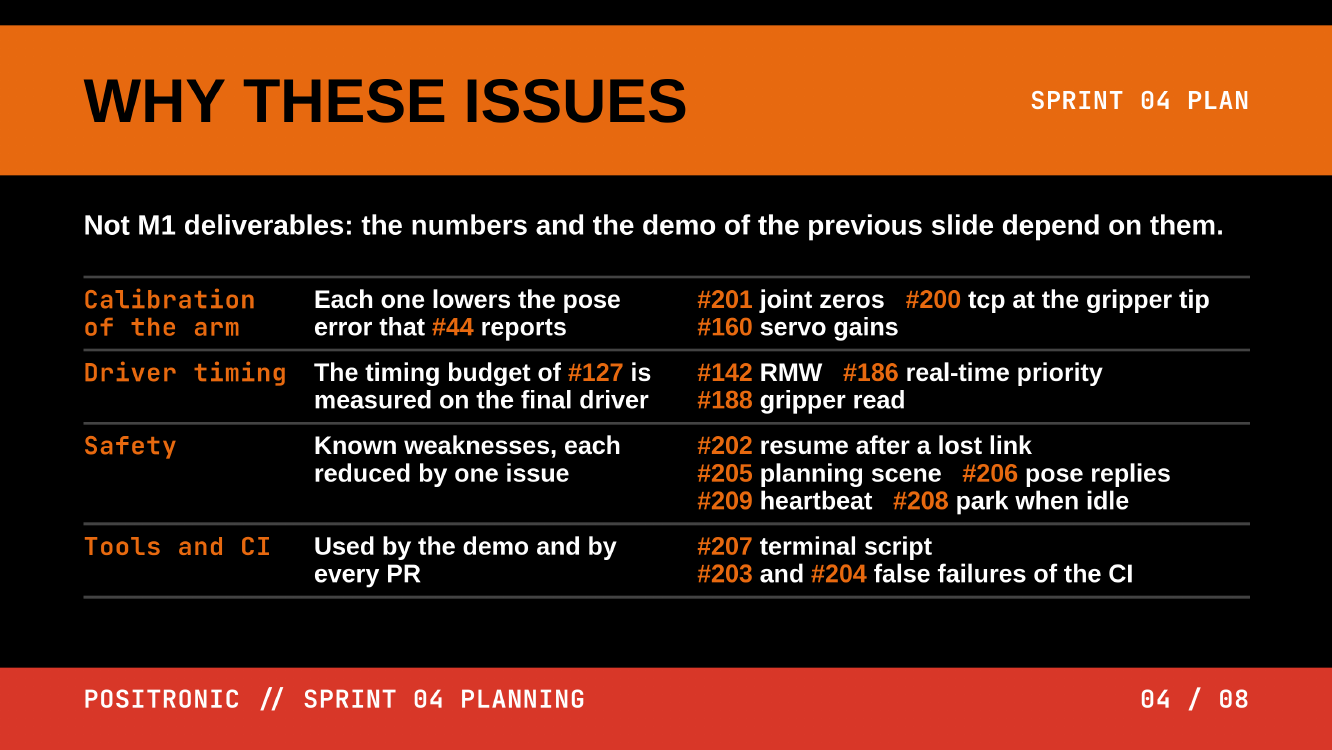 WHY THESE ISSUES
SPRINT 04 PLAN
Not M1 deliverables: the numbers and the demo of the previous slide depend on them.
Calibration
of the arm
Each one lowers the pose
error that #44 reports
#201 joint zeros #200 tcp at the gripper tip
#160 servo gains
Driver timing
The timing budget of #127 is
measured on the final driver
#142 RMW #186 real-time priority
#188 gripper read
Safety
Known weaknesses, each
reduced by one issue
#202 resume after a lost link
#205 planning scene #206 pose replies
#209 heartbeat #208 park when idle
Tools and CI
Used by the demo and by
every PR
#207 terminal script
#203 and #204 false failures of the CI
POSITRONIC // SPRINT 04 PLANNING
04 / 08